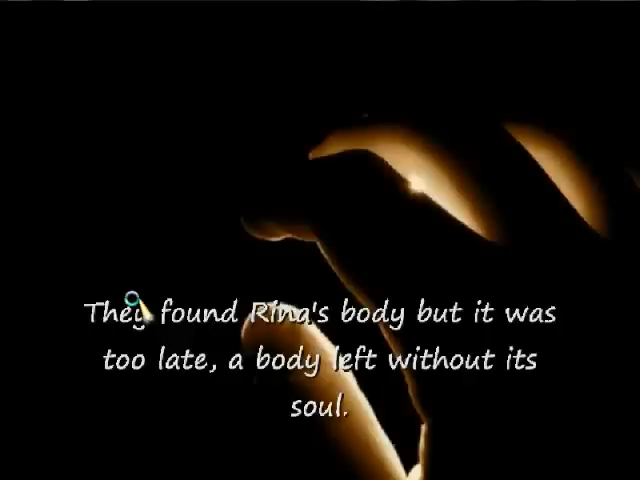 They found Rina's body but it was
too late, a body left without its
soul.